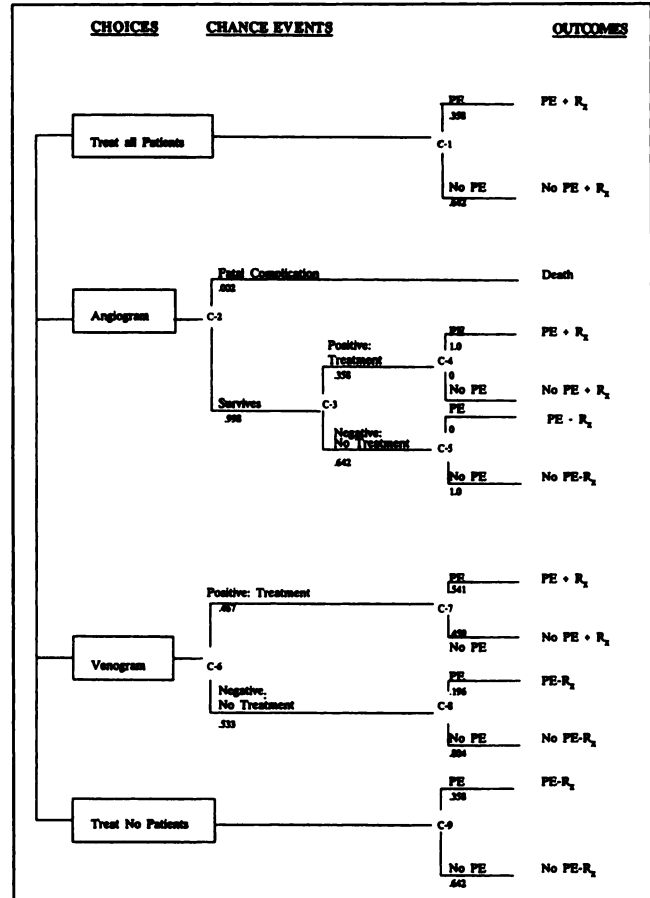 CHOICES CHANCE EVENTS OUTCOMES
PE PE + Rx
.358
Treat all Patients C-1
No PE No PE + Rx
.642
Fatal Complication Death
.002
Angiogram C-2
PE PE + Rx
Positive: 1.0
Treatment C-4
.358 0
No PE No PE + Rx
Survives C-3 PE PE - Rx
.998 0
Negative:
No Treatment C-5
.642
No PE No PE-Rx
1.0
PE PE + Rx
Positive: Treatment .541
.467 C-7
No PE No PE + Rx
Venogram C-6
PE PE-Rx
Negative. .196
No Treatment C-8
.533
No PE No PE-Rx
.804
PE PE-Rx
.358
Treat No Patients C-9
No PE No PE-Rx
.642